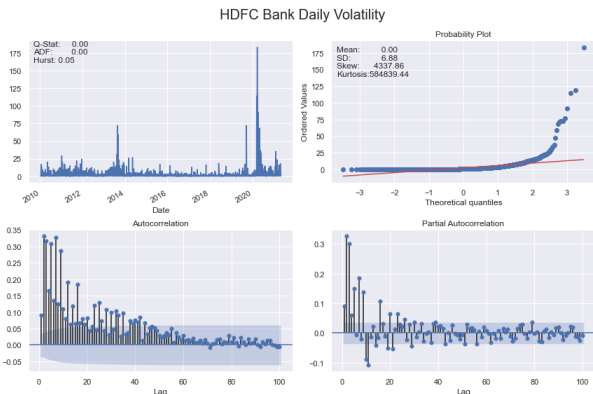 HDFC Bank Daily Volatility
Q-Stat: 0.00
ADF: 0.00
Hurst: 0.05
175
150
125
100
75
50
25
0
2010
2012
2014
2016
2018
2020
Date
Probability Plot
Mean: 0.00
SD: 6.88
Skew: 4337.86
Kurtosis:584839.44
Ordered Values
175
150
125
100
75
50
25
0
−3 −2 −1 0 1 2 3
Theoretical quantiles
Autocorrelation
0.35
0.30
0.25
0.20
0.15
0.10
0.05
0.00
−0.05
0 20 40 60 80 100
Lag
Partial Autocorrelation
0.3
0.2
0.1
0.0
−0.1
0 20 40 60 80 100
Lag